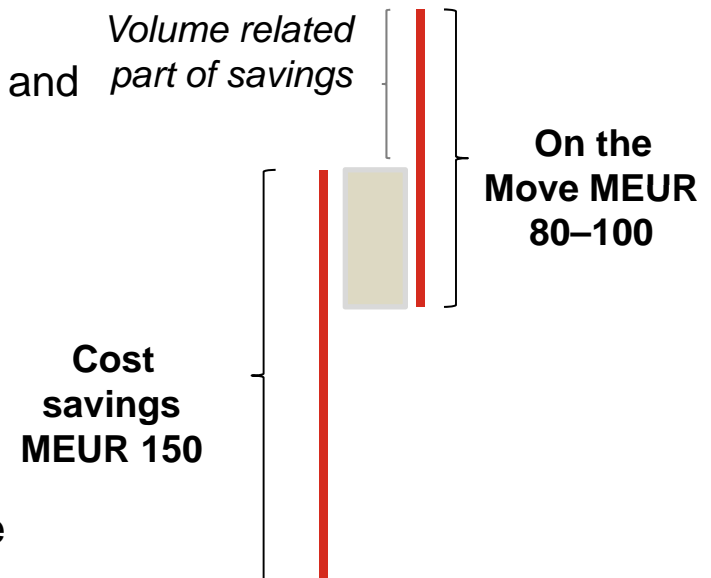 Volume related
and part of savings
On the
Move MEUR
80–100
Cost
savings
MEUR 150
e